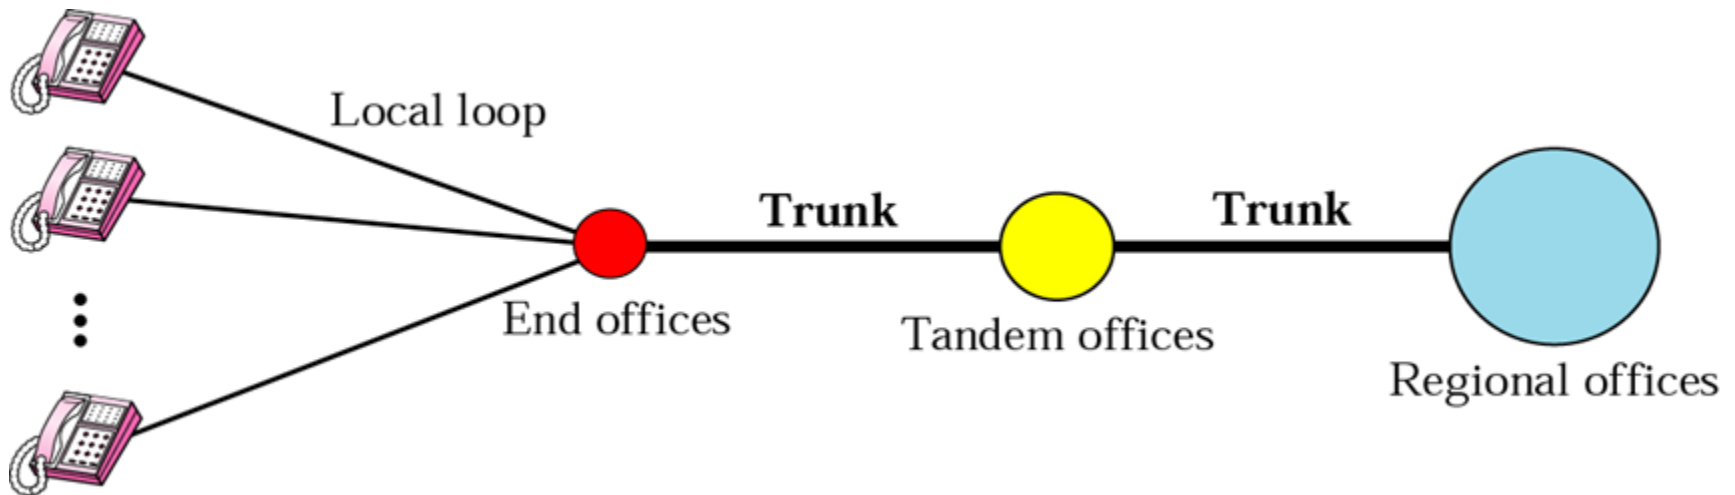 Local loop
Trunk
Trunk
End offices
Tandem offices
Regional offices